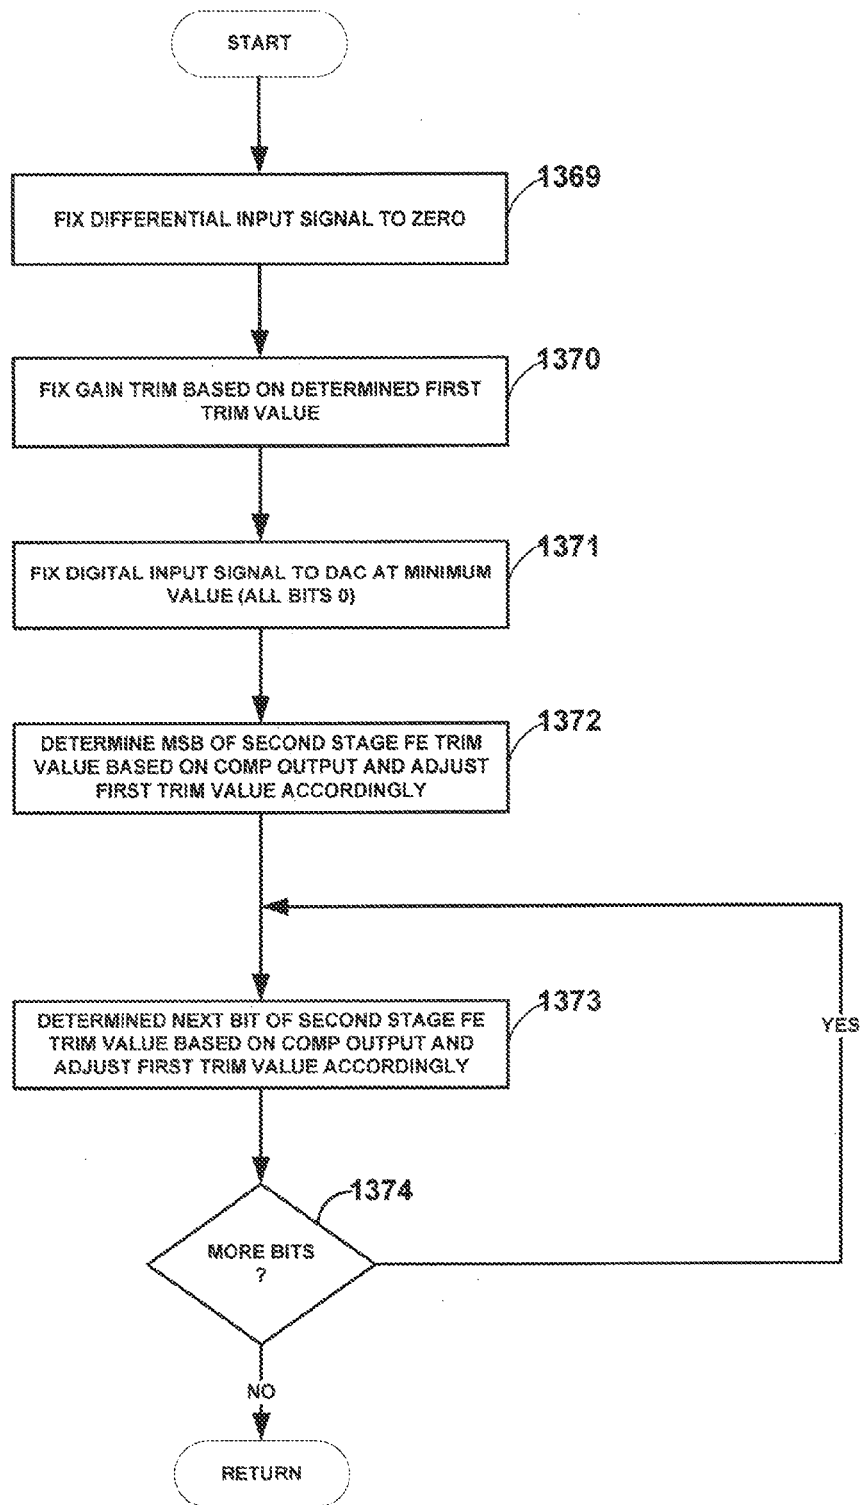 START
1369
FIX DIFFERENTIAL INPUT SIGNAL TO ZERO
1370
FIX GAIN TRIM BASED ON DETERMINED FIRST
TRIM VALUE
1371
FIX DIGITAL INPUT SIGNAL TO DAC AT MINIMUM
VALUE (ALL BITS 0)
1372
DETERMINE MSB OF SECOND STAGE FE TRIM
VALUE BASED ON COMP OUTPUT AND ADJUST
FIRST TRIM VALUE ACCORDINGLY
1373
DETERMINED NEXT BIT OF SECOND STAGE FE
TRIM VALUE BASED ON COMP OUTPUT AND
ADJUST FIRST TRIM VALUE ACCORDINGLY
YES
1374
MORE BITS
?
NO
RETURN